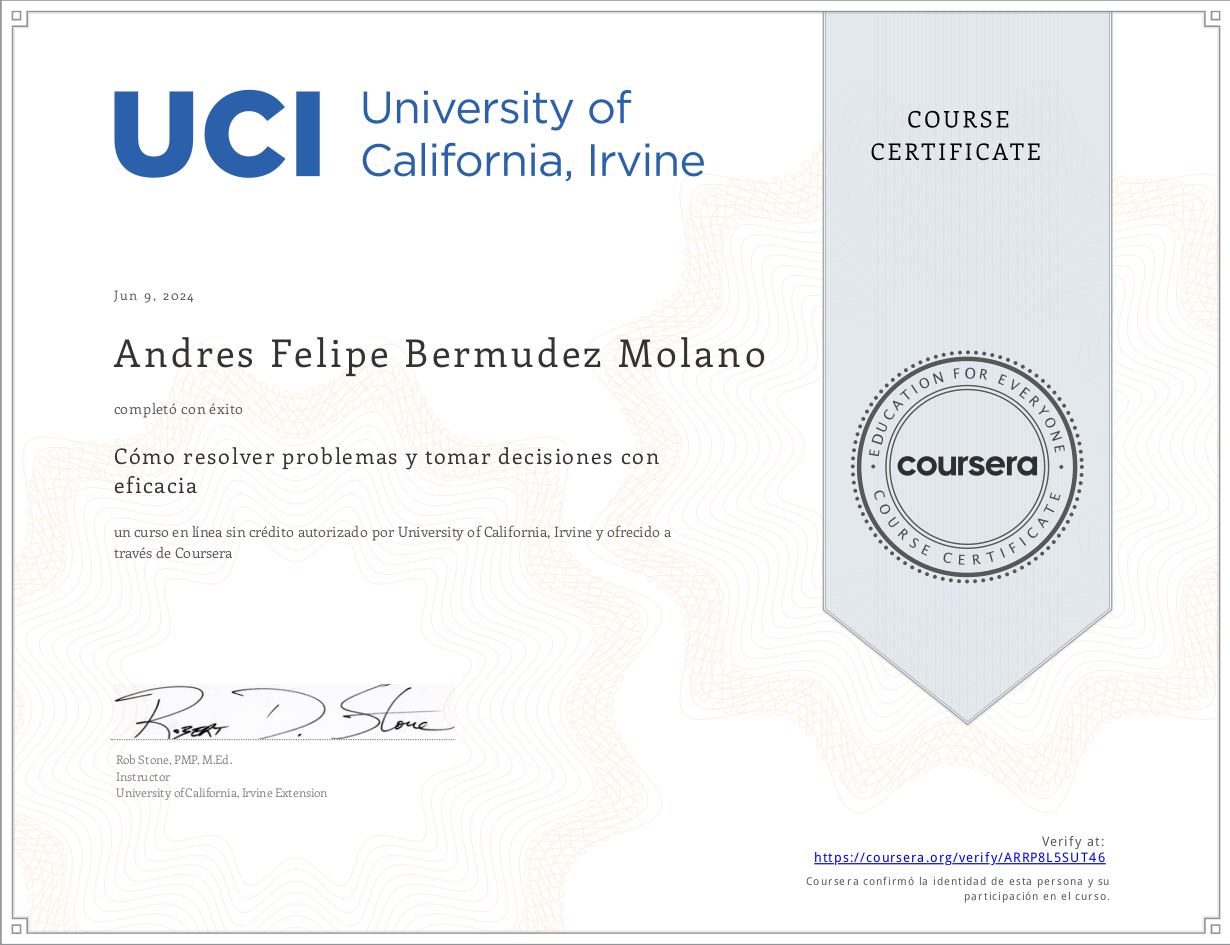 UCI University of
California, Irvine
COURSE
CERTIFICATE
Jun 9, 2024
Andres Felipe Bermudez Molano
completó con éxito
Cómo resolver problemas y tomar decisiones con
eficacia
un curso en línea sin crédito autorizado por University of California, Irvine y ofrecido a
través de Coursera
EDUCATION FOR EVERYONE
coursera
COURSE CERTIFICATE
Robert D. Stone
Rob Stone, PMP, M.Ed.
Instructor
University of California, Irvine Extension
Verify at:
https://coursera.org/verify/ARRP8L5SUT46
Coursera confirmó la identidad de esta persona y su
participación en el curso.